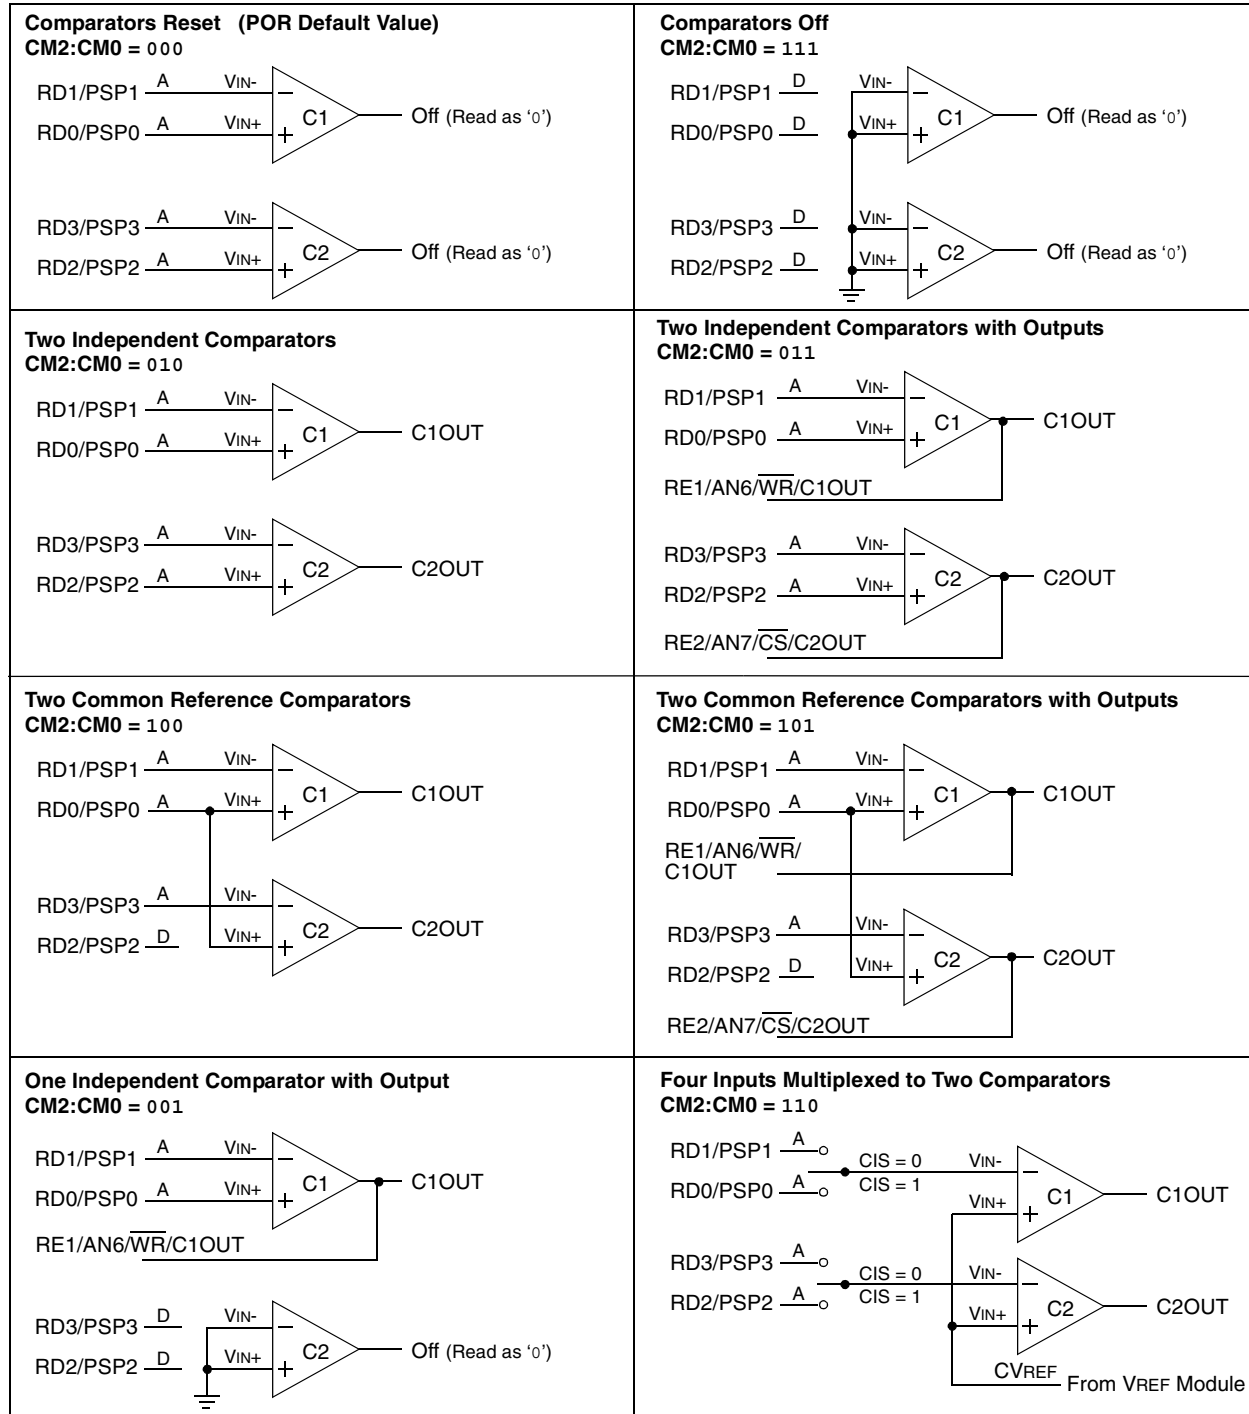 Comparators Reset (POR Default Value)
CM2:CM0 = 000
RD1/PSP1 A VIN-
C1 Off (Read as ‘0’)
RD0/PSP0 A VIN+
RD3/PSP3 A VIN-
C2 Off (Read as ‘0’)
RD2/PSP2 A VIN+
Comparators Off
CM2:CM0 = 111
RD1/PSP1 D VIN-
C1 Off (Read as ‘0’)
RD0/PSP0 D VIN+
RD3/PSP3 D VIN-
C2 Off (Read as ‘0’)
RD2/PSP2 D VIN+
Two Independent Comparators
CM2:CM0 = 010
RD1/PSP1 A VIN-
C1 C1OUT
RD0/PSP0 A VIN+
RD3/PSP3 A VIN-
C2 C2OUT
RD2/PSP2 A VIN+
Two Independent Comparators with Outputs
CM2:CM0 = 011
RD1/PSP1 A VIN-
C1 C1OUT
RD0/PSP0 A VIN+
RE1/AN6/WR/C1OUT
RD3/PSP3 A VIN-
C2 C2OUT
RD2/PSP2 A VIN+
RE2/AN7/CS/C2OUT
Two Common Reference Comparators
CM2:CM0 = 100
RD1/PSP1 A VIN-
C1 C1OUT
RD0/PSP0 A VIN+
RD3/PSP3 A VIN-
C2 C2OUT
RD2/PSP2 D VIN+
Two Common Reference Comparators with Outputs
CM2:CM0 = 101
RD1/PSP1 A VIN-
C1 C1OUT
RD0/PSP0 A VIN+
RE1/AN6/WR/
C1OUT
RD3/PSP3 A VIN-
C2 C2OUT
RD2/PSP2 D VIN+
RE2/AN7/CS/C2OUT
One Independent Comparator with Output
CM2:CM0 = 001
RD1/PSP1 A VIN-
C1 C1OUT
RD0/PSP0 A VIN+
RE1/AN6/WR/C1OUT
RD3/PSP3 D VIN-
C2 Off (Read as ‘0’)
RD2/PSP2 D VIN+
Four Inputs Multiplexed to Two Comparators
CM2:CM0 = 110
RD1/PSP1 A
CIS = 0 VIN-
RD0/PSP0 A CIS = 1
VIN+ C1 C1OUT
RD3/PSP3 A
CIS = 0 VIN-
RD2/PSP2 A CIS = 1
VIN+ C2 C2OUT
CVREF From VREF Module